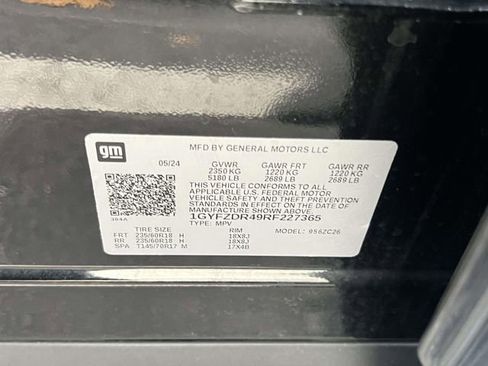 gm
MFD BY GENERAL MOTORS LLC
05/24 GVWR GAWR FRT GAWR RR
2350 KG 1220 KG 1220 KG
5180 LB 2689 LB 2689 LB
THIS VEHICLE CONFORMS TO ALL
APPLICABLE U.S. FEDERAL MOTOR
VEHICLE SAFETY, BUMPER, AND THEFT
PREVENTION STANDARDS IN EFFECT ON
THE DATE OF MANUFACTURE SHOWN ABOVE.
1GYFZDR49RF227365
TYPE: MPV MODEL: 9S6ZC26
TIRE SIZE RIM
FRT 235/60R18 H 18X8J
RR 235/60R18 H 18X8J
SPA T145/70R17 M 17X4B